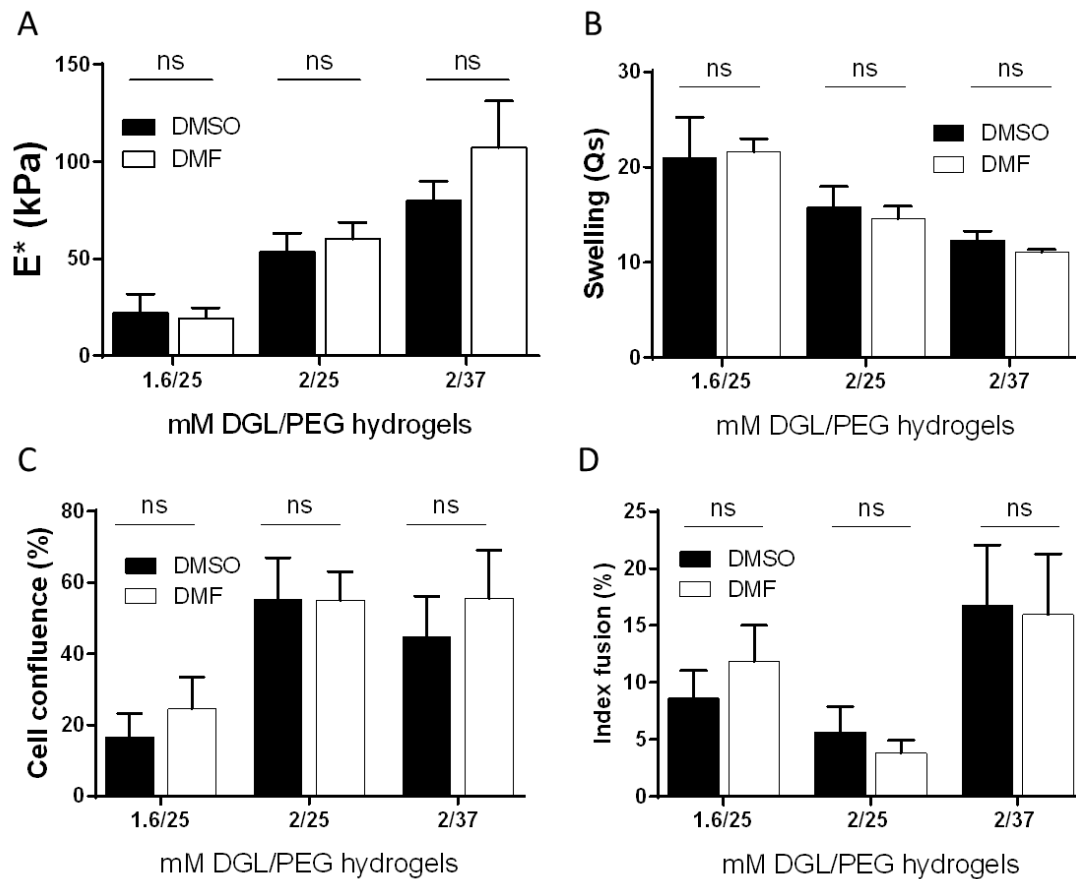 A
ns ns ns
150
100
50
0
E* (kPa)
DMSO
DMF
1.6/25 2/25 2/37
mM DGL/PEG hydrogels
B
ns ns ns
30
20
10
0
Swelling (Qs)
DMSO
DMF
1.6/25 2/25 2/37
mM DGL/PEG hydrogels
C
ns ns ns
80
60
40
20
0
Cell confluence (%)
DMSO
DMF
1.6/25 2/25 2/37
mM DGL/PEG hydrogels
D
ns ns ns
25
20
15
10
5
0
Index fusion (%)
DMSO
DMF
1.6/25 2/25 2/37
mM DGL/PEG hydrogels